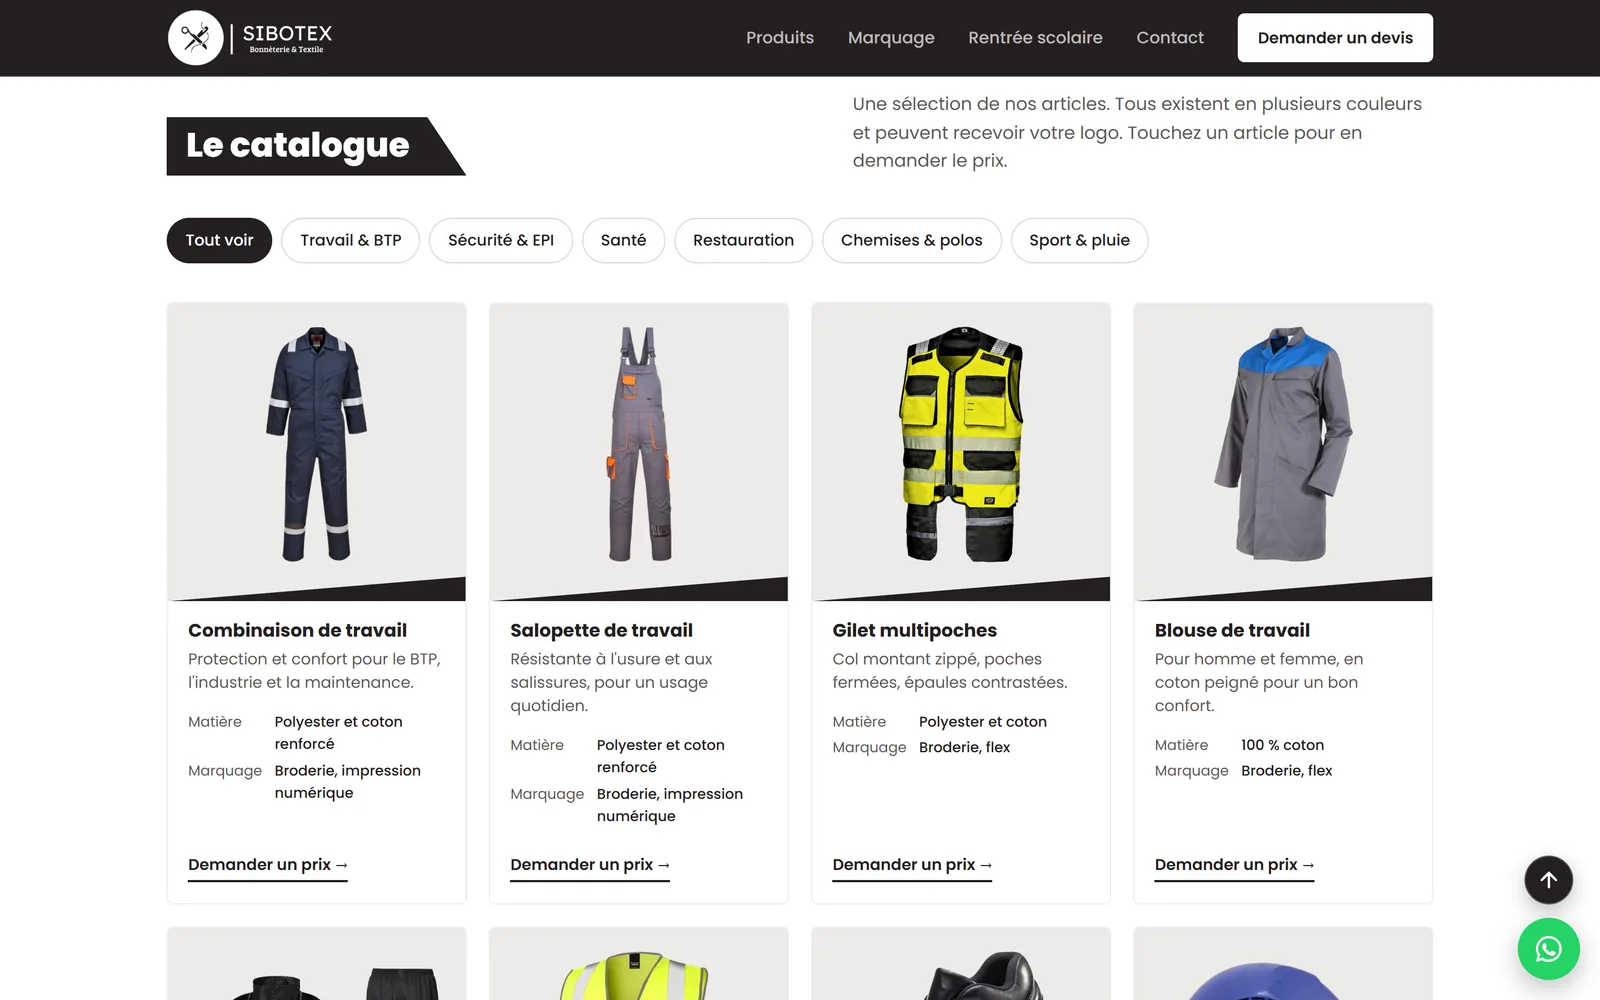 SIBOTEX
Bonnèterie & Textile
Produits
Marquage
Rentrée scolaire
Contact
Demander un devis
Le catalogue
Une sélection de nos articles. Tous existent en plusieurs couleurs
et peuvent recevoir votre logo. Touchez un article pour en
demander le prix.
Tout voir
Travail & BTP
Sécurité & EPI
Santé
Restauration
Chemises & polos
Sport & pluie
Combinaison de travail
Protection et confort pour le BTP,
l'industrie et la maintenance.
Matière Polyester et coton
renforcé
Marquage Broderie, impression
numérique
Demander un prix →
Salopette de travail
Résistante à l'usure et aux
salissures, pour un usage
quotidien.
Matière Polyester et coton
renforcé
Marquage Broderie, impression
numérique
Demander un prix →
Gilet multipoches
Col montant zippé, poches
fermées, épaules contrastées.
Matière Polyester et coton
Marquage Broderie, flex
Demander un prix →
Blouse de travail
Pour homme et femme, en
coton peigné pour un bon
confort.
Matière 100 % coton
Marquage Broderie, flex
Demander un prix →